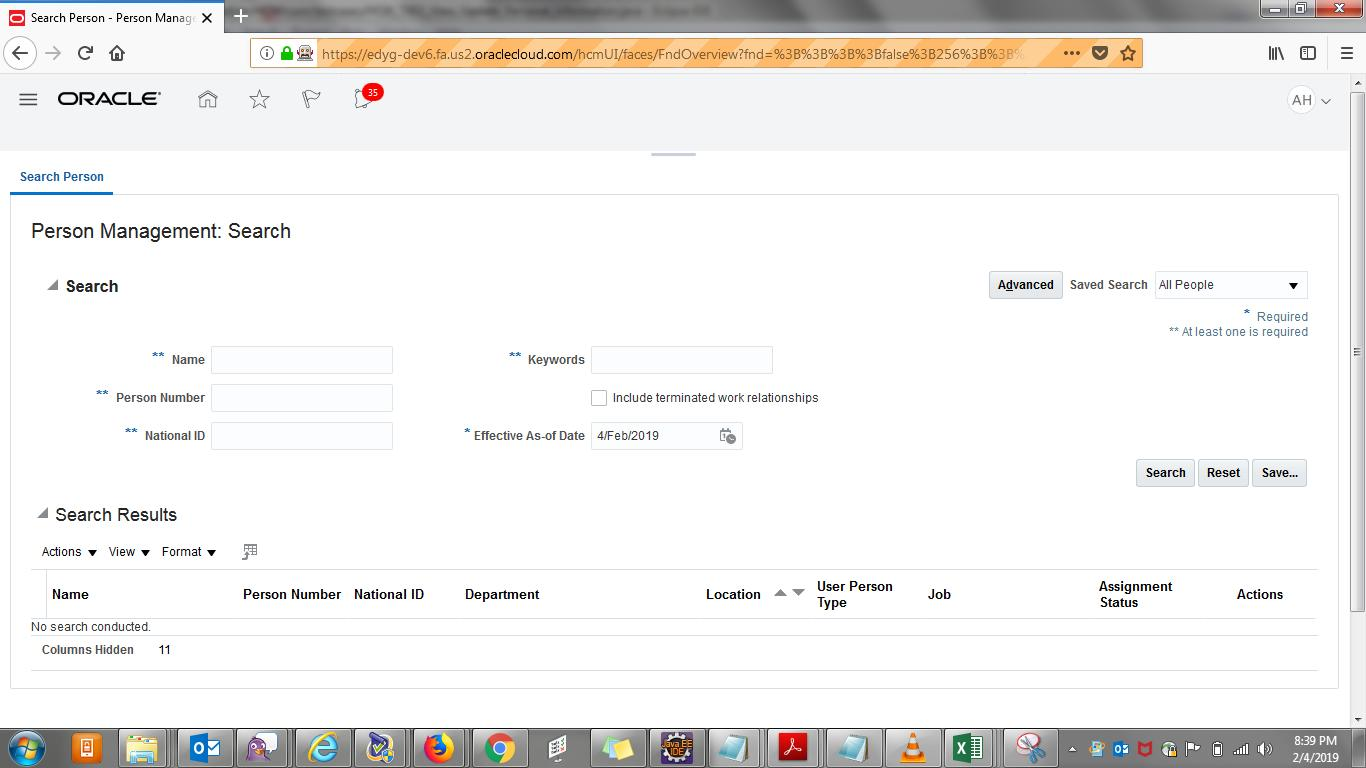 Search Person - Person Manage
https://edyg-dev6.fa.us2.oraclecloud.com/hcmUI/faces/FndOverview?fnd=%3B%3B%3B%3Bfalse%3B256%3B%3B%
ORACLE
35
AH
Search Person
Person Management: Search
Search
Advanced Saved Search All People
* Required
** At least one is required
** Name
** Keywords
** Person Number
Include terminated work relationships
** National ID
* Effective As-of Date 4/Feb/2019
Search Reset Save...
Search Results
Actions View Format
Name Person Number National ID Department Location User Person Type Job Assignment Status Actions
No search conducted.
Columns Hidden 11
8:39 PM
2/4/2019